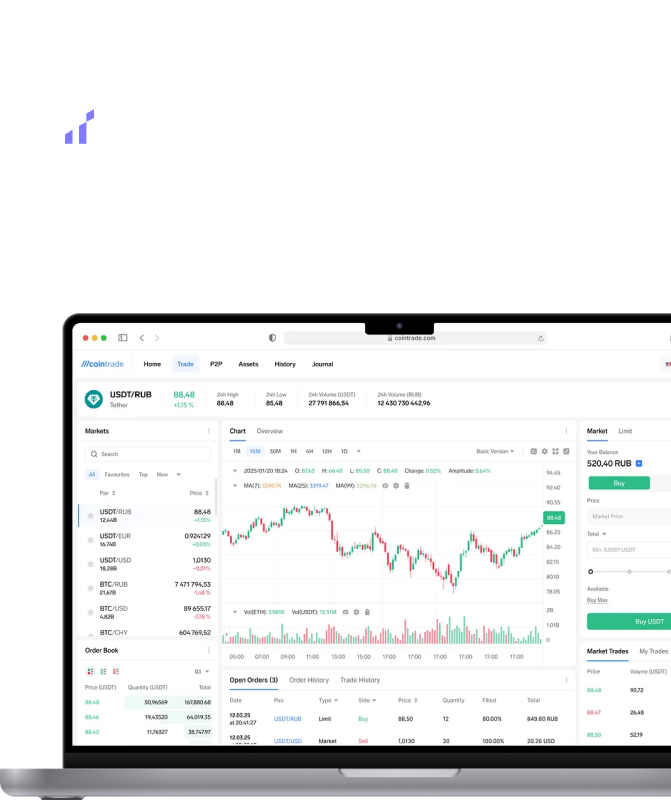 cointrade.com
///cointrade Home Trade P2P Assets History Journal
USDT/RUB
Tether
88,48
+1,15 %
24h High
88,48
24h Low
85,48
24h Volume (USDT)
27 791 866,54
24h Volume (RUB)
12 430 730 442,96
Markets
Search
All Favourites Top New
Pair Price
USDT/RUB 88,48
12,44B +1,15%
USDT/EUR 0.924129
16,74B +0,03%
USDT/USD 1,0130
18,28B -0,01%
BTC/RUB 7 471 794,53
21,67B -1,48 %
BTC/USD 89 655,17
4,82B -7,78 %
BTC/CHY 604 769,52
Order Book
0,1
Price (USDT) Quantity (USDT) Total
88,48 50,96569 167,880.68
88,46 19,43520 64,019.35
88.42 11,76327 38,747.97
Chart Overview
1M 15M 30M 1H 4H 12H 1D
Basic Version
2025/01/20 18:24 O: 87.63 H: 66.40 L: 85.50 C: 88.40 Change: 0.52% Amplitude: 0.64%
MA(7): 3290.74 MA(25): 3319.47 MA(99): 3296.78
94.45
92.40
90.35
88.48
86.25
84.20
82.15
80.10
78.05
Vol(ETH): 3.981K Vol(USDT): 13.31M
2B
1,01B
0
05:00 07:00 09:00 11:00 13:00 15:00 17:00 17:00 17:00 17:00 17:00 17:00
Open Orders (3) Order History Trade History
Date Pair Type Side Price Quantity Filled Total
12.03.25
at 20:41:27 USDT/RUB Limit Buy 88,50 12 80.00% 849.60 RUB
12.03.25
USDT/USD Market Sell 1,0130 20 100.00% 20.26 USD
Market Limit
Your Balance
520,40 RUB
Buy
Price
Market Price
Total
Min. 0,0001 USDT
Available
Buy Max
Buy USDT
Market Trades My Trades
Price Volume (USDT)
88.48 90,72
88.47 26,48
88,50 52,19